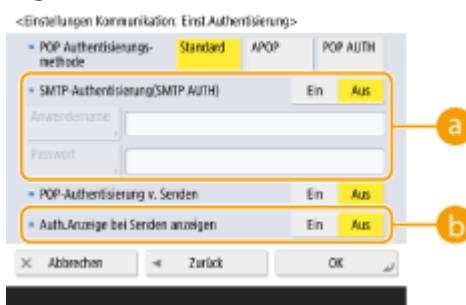 <Einstellungen Kommunikation: Einst.Authentisierung>
POP Authentisierungs- Standard APOP POP AUTH
methode
SMTP-Authentisierung(SMTP AUTH) Ein Aus
Anwendername
Passwort
a
POP-Authentisierung v. Senden Ein Aus
Auth.Anzeige bei Senden anzeigen Ein Aus
b
Abbrechen Zurück OK